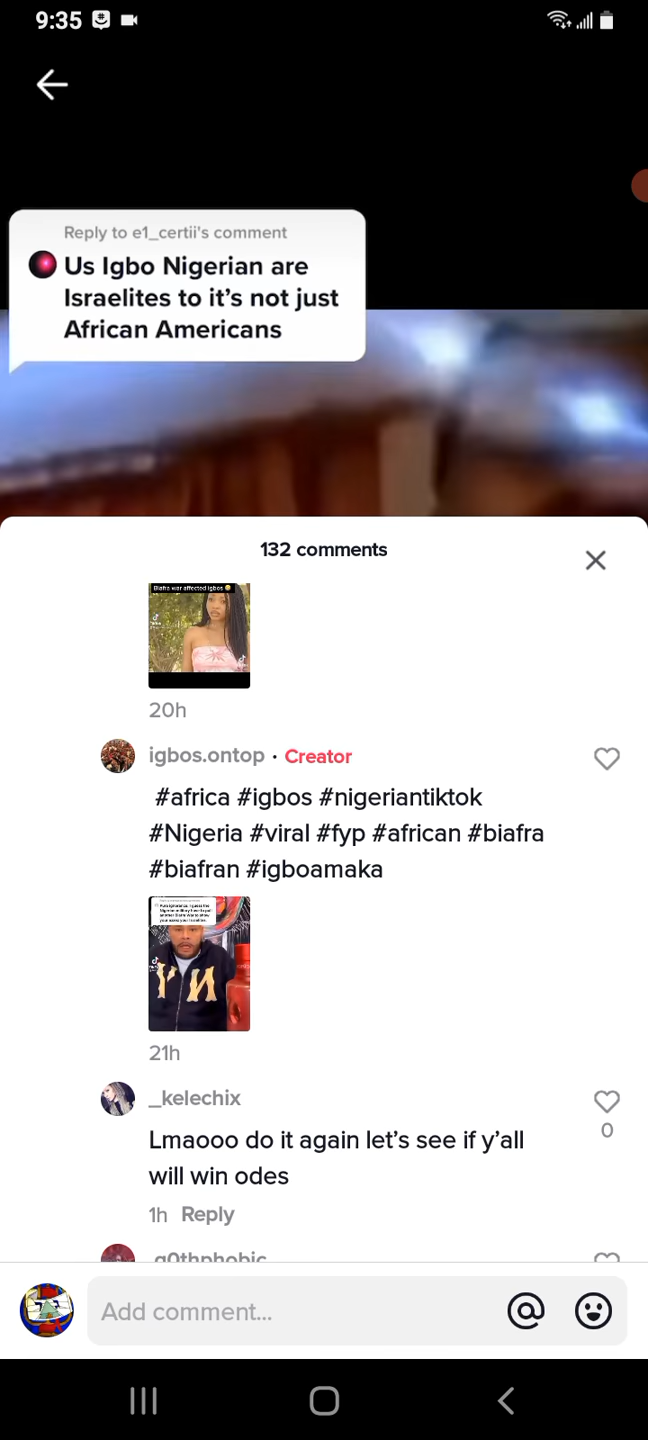 9:35
Reply to e1_certii's comment
Us Igbo Nigerian are
Israelites to it's not just
African Americans
132 comments
Biafra war affected igbos
20h
igbos.ontop · Creator
#africa #igbos #nigeriantiktok
#Nigeria #viral #fyp #african #biafra
#biafran #igboamaka
21h
_kelechix
Lmaooo do it again let's see if y'all
will win odes
0
1h Reply
g0thphobic
Add comment...